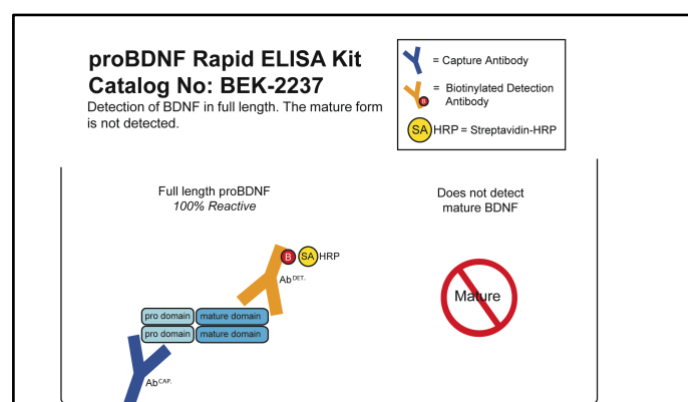 proBDNF Rapid ELISA Kit
Catalog No: BEK-2237
Detection of BDNF in full length. The mature form
is not detected.
= Capture Antibody
= Biotinylated Detection
Antibody
B
SA HRP = Streptavidin-HRP
Full length proBDNF
100% Reactive
Does not detect
mature BDNF
B SA HRP
Ab DET.
Mature
pro domain mature domain
pro domain mature domain
Ab CAP.